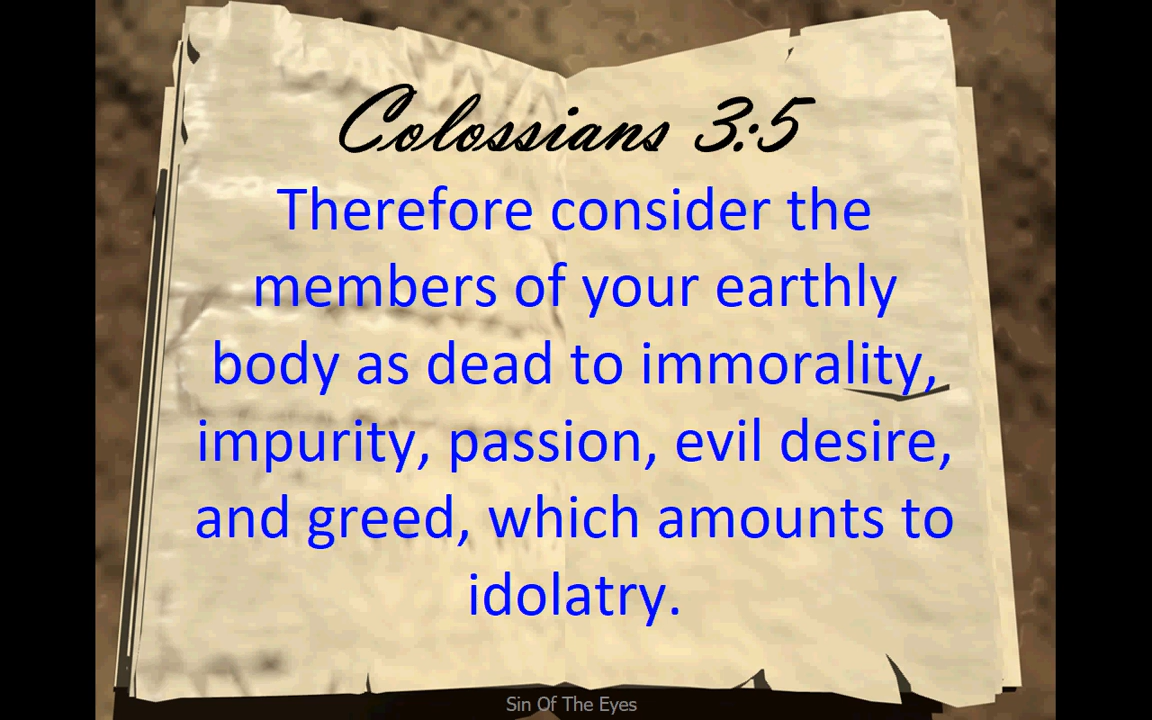 Colossians 3:5
Therefore consider the
members of your earthly
body as dead to immorality,
impurity, passion, evil desire,
and greed, which amounts to
idolatry.
Sin Of The Eyes